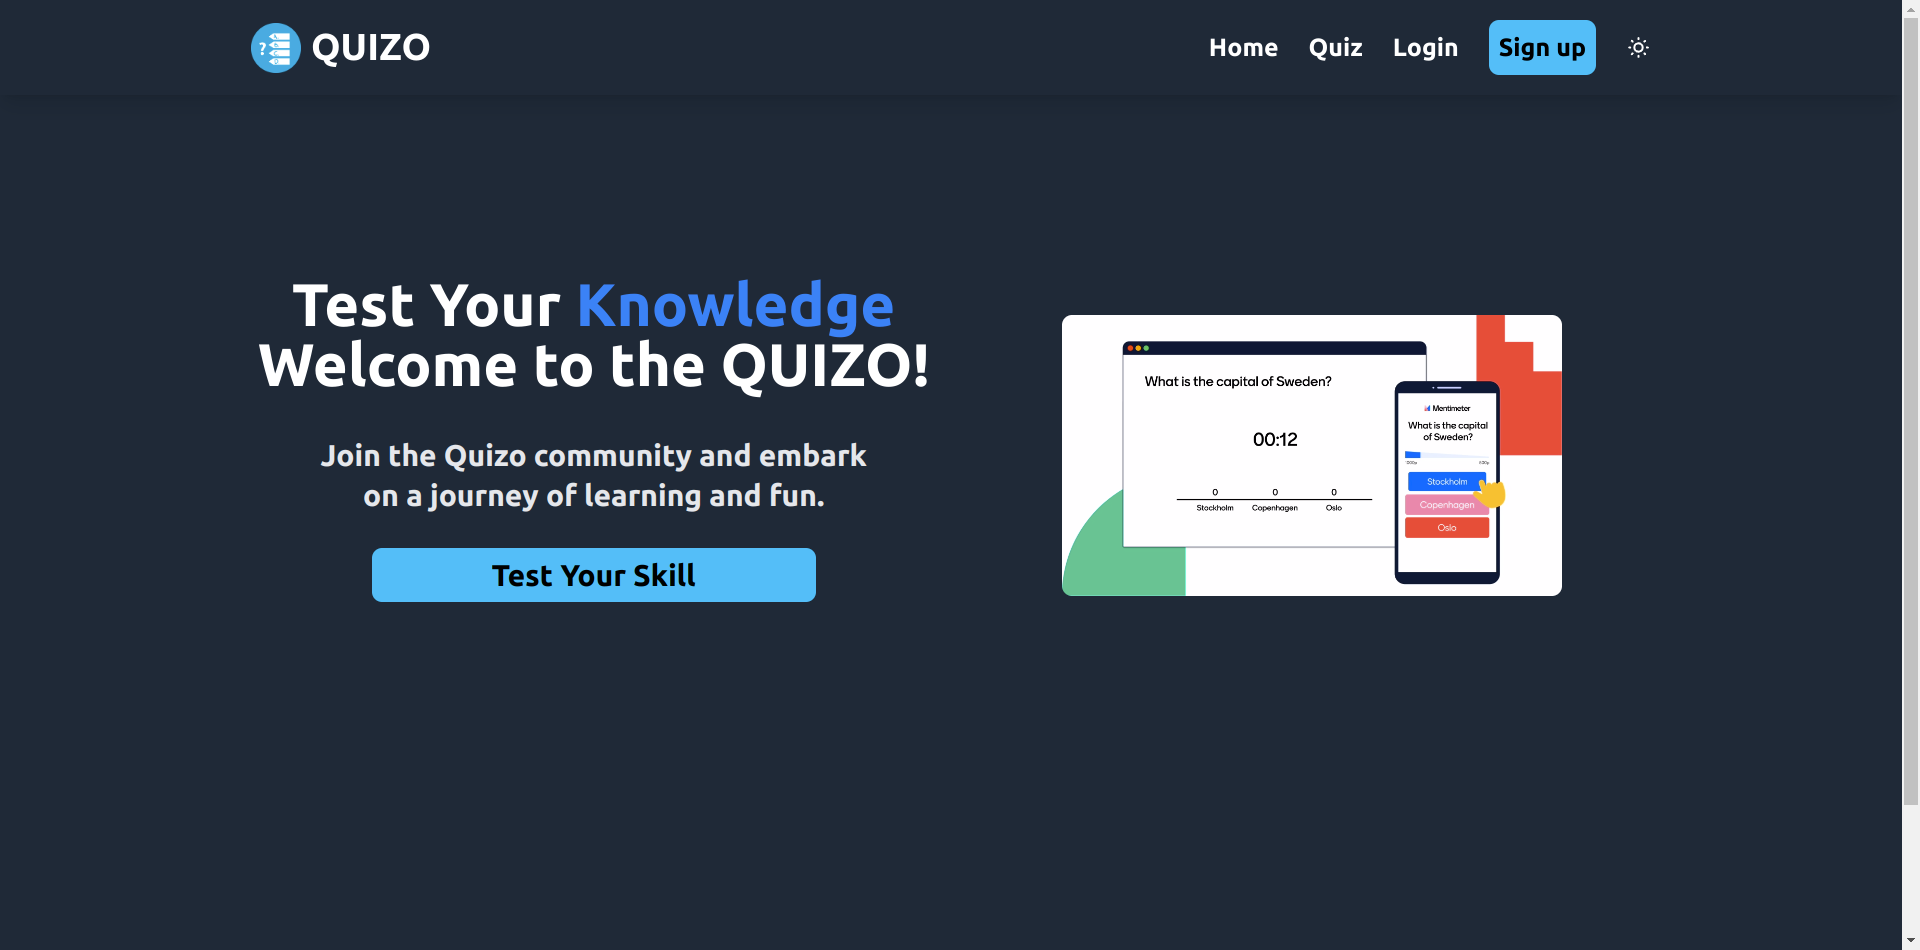 QUIZO
Home Quiz Login Sign up
Test Your Knowledge
Welcome to the QUIZO!
Join the Quizo community and embark
on a journey of learning and fun.
Test Your Skill
What is the capital of Sweden?
00:12
0 0 0
Stockholm Copenhagen Oslo
Mentimeter
What is the capital
of Sweden?
Stockholm
Copenhagen
Oslo